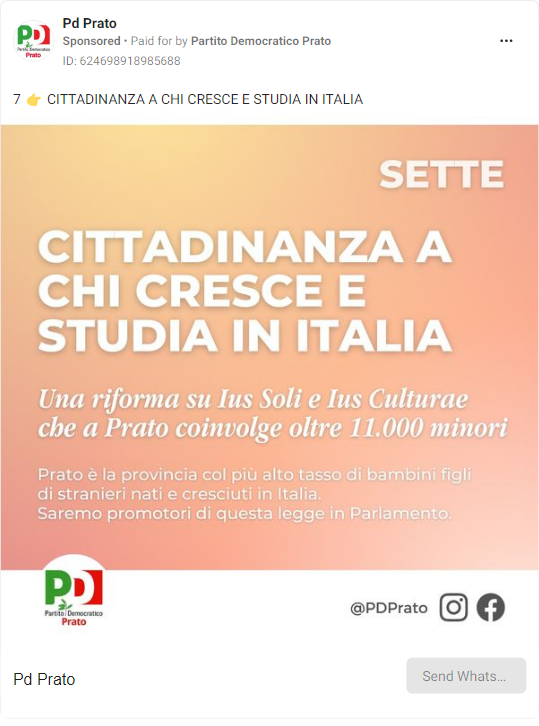 Pd Prato
Sponsored • Paid for by Partito Democratico Prato
ID: 624698918985688
7 👉 CITTADINANZA A CHI CRESCE E STUDIA IN ITALIA
SETTE
CITTADINANZA A
CHI CRESCE E
STUDIA IN ITALIA
Una riforma su Ius Soli e Ius Culturae
che a Prato coinvolge oltre 11.000 minori
Prato è la provincia col più alto tasso di bambini figli
di stranieri nati e cresciuti in Italia.
Saremo promotori di questa legge in Parlamento.
PD
Partito Democratico
Prato
@PDPrato
Pd Prato
Send Whats...